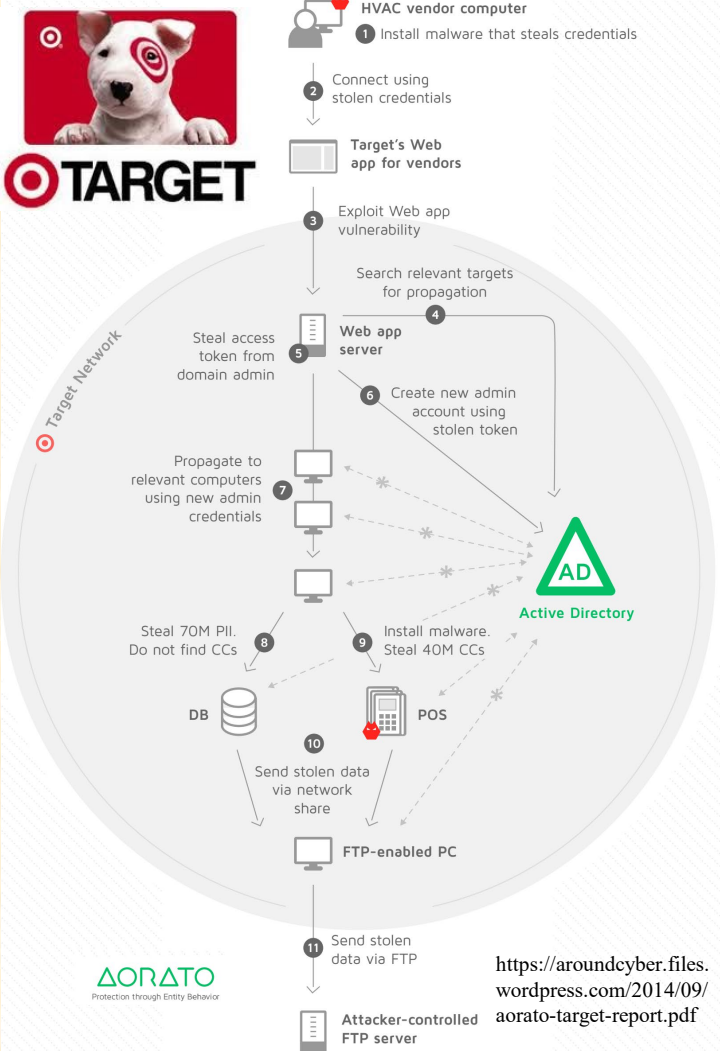 HVAC vendor computer
1 Install malware that steals credentials
TARGET
2 Connect using
stolen credentials
Target's Web
app for vendors
3 Exploit Web app
vulnerability
Search relevant targets
for propagation
4
Target Network
Steal access
token from
domain admin
5
Web app
server
6 Create new admin
account using
stolen token
Propagate to
relevant computers
using new admin
credentials
7
AD
Active Directory
Steal 70M PII.
Do not find CCs
8
9 Install malware.
Steal 40M CCs
DB
POS
10
Send stolen data
via network
share
FTP-enabled PC
11 Send stolen
data via FTP
AORATO
Protection through Entity Behavior
https://aroundcyber.files.
wordpress.com/2014/09/
aorato-target-report.pdf
Attacker-controlled
FTP server